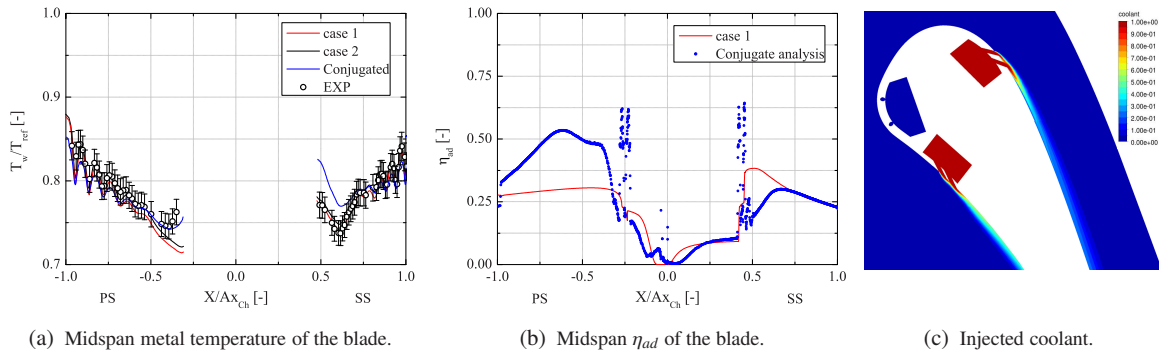 1.0
0.9
0.8
0.7
T_w/T_ref [-]
case 1
case 2
Conjugated
EXP
-1.0 -0.5 0.0 0.5 1.0
PS X/Ax_Ch [-] SS
1.00
0.75
0.50
0.25
0.00
η_ad [-]
case 1
Conjugate analysis
-1.0 -0.5 0.0 0.5 1.0
PS X/Ax_Ch [-] SS
coolant
1.00e+00
9.00e-01
8.00e-01
7.00e-01
6.00e-01
5.00e-01
4.00e-01
3.00e-01
2.00e-01
1.00e-01
0.00e+00
(a) Midspan metal temperature of the blade.
(b) Midspan η_ad of the blade.
(c) Injected coolant.